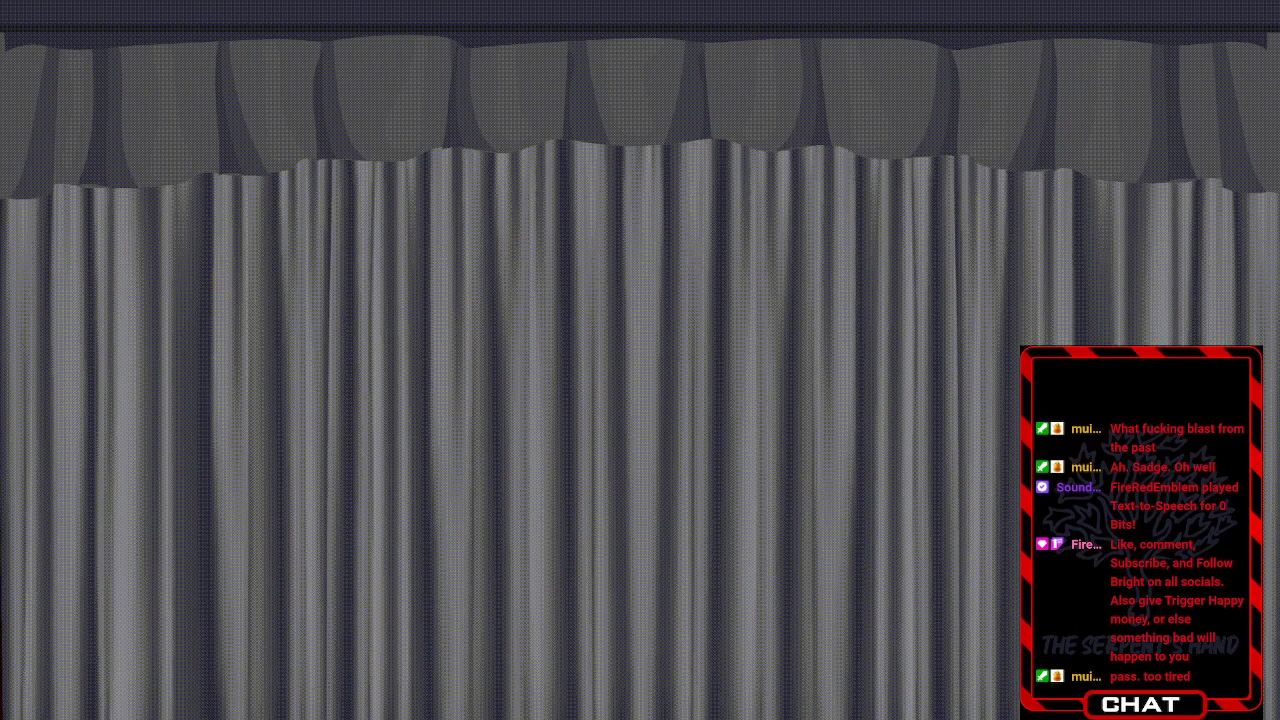 mui... What fucking blast from
the past
mui... Ah. Sadge. Oh well
Sound... FireRedEmblem played
Text-to-Speech for 0
Bits!
Fire... Like, comment,
Subscribe, and Follow
Bright on all socials.
Also give Trigger Happy
money, or else
something bad will
happen to you
THE SERPENT'S HAND
mui... pass. too tired
CHAT